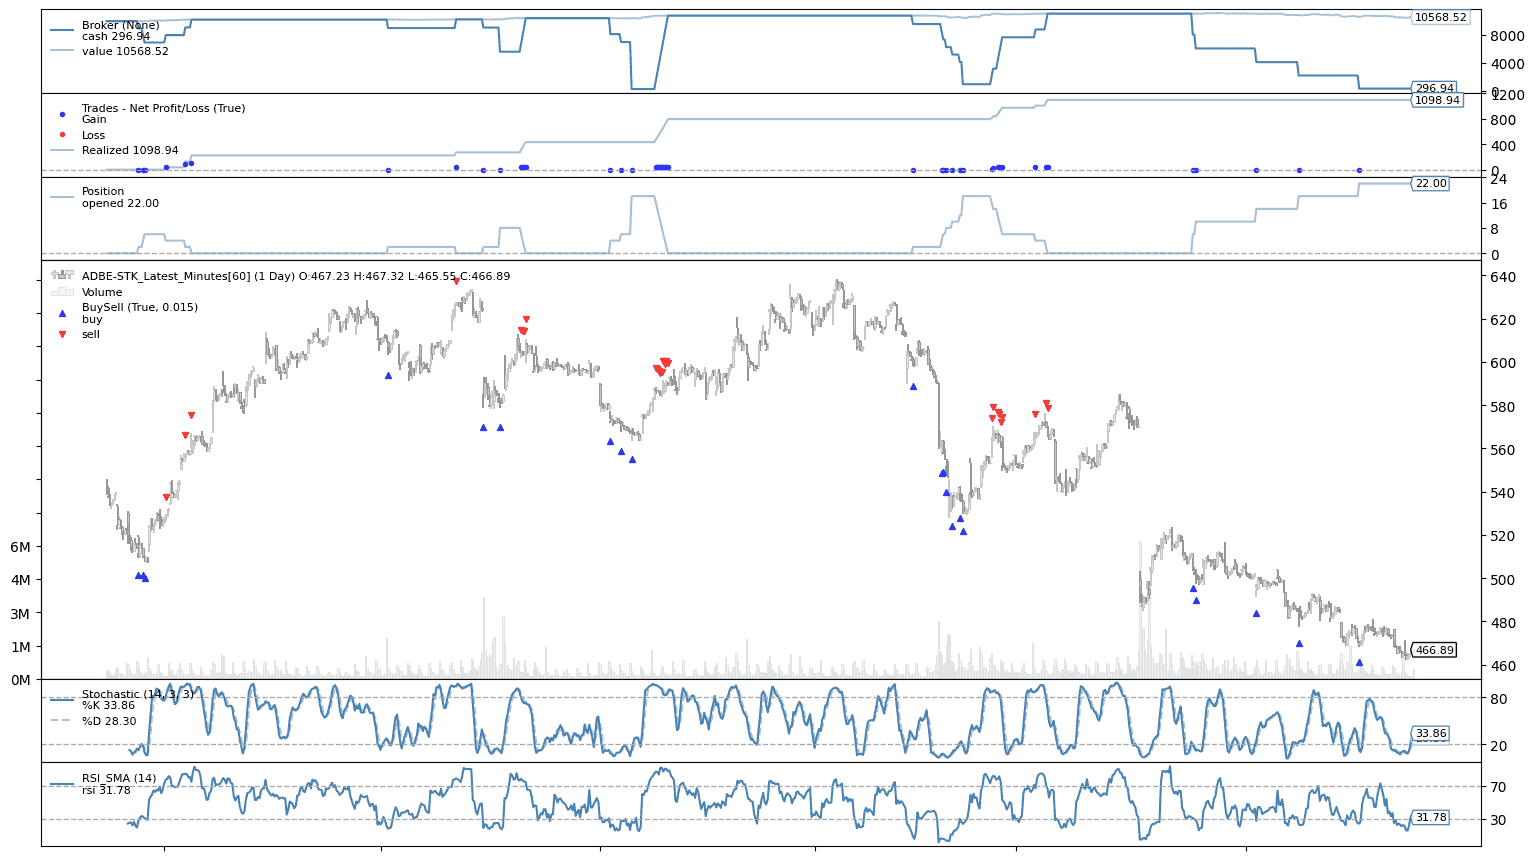 Broker (None)
cash 296.94
value 10568.52
10568.52
8000
4000
0
296.94
Trades - Net Profit/Loss (True)
Gain
Loss
Realized 1098.94
1200
1098.94
800
400
0
Position
opened 22.00
24
22.00
16
8
0
ADBE-STK_Latest_Minutes[60] (1 Day) O:467.23 H:467.32 L:465.55 C:466.89
Volume
BuySell (True, 0.015)
buy
sell
640
620
600
580
560
540
520
500
480
466.89
460
6M
4M
3M
1M
0M
Stochastic (14, 3, 3)
%K 33.86
%D 28.30
80
33.86
20
RSI_SMA (14)
rsi 31.78
70
31.78
30